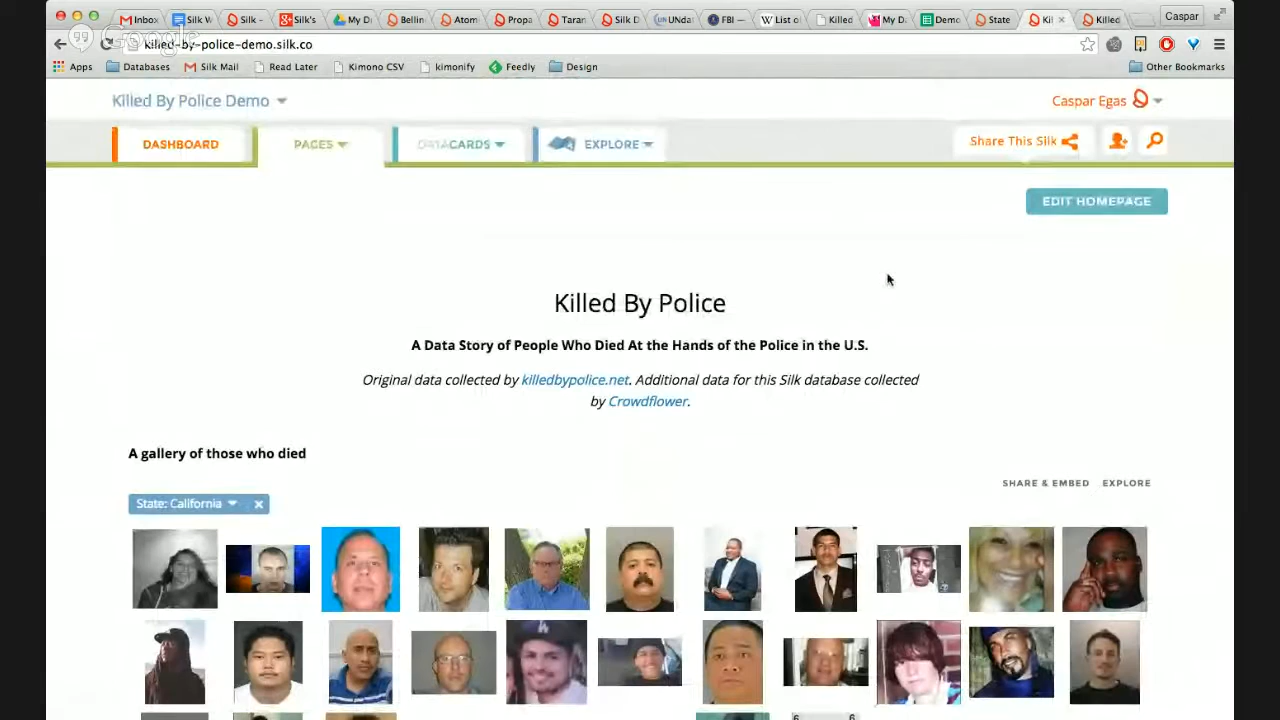 Inbox Silk W Silk - Silk's My D Bellin Atom Propa Taran Silk D UNda FBI — List o Killed My D Demo State Kil Killed Caspar
Google killed-by-police-demo.silk.co
Apps Databases Silk Mail Read Later Kimono CSV kimonify Feedly Design Other Bookmarks
Killed By Police Demo Caspar Egas
DASHBOARD PAGES DATACARDS EXPLORE Share This Silk
EDIT HOMEPAGE
Killed By Police
A Data Story of People Who Died At the Hands of the Police in the U.S.
Original data collected by killedbypolice.net. Additional data for this Silk database collected
by Crowdflower.
A gallery of those who died
SHARE & EMBED EXPLORE
State: California